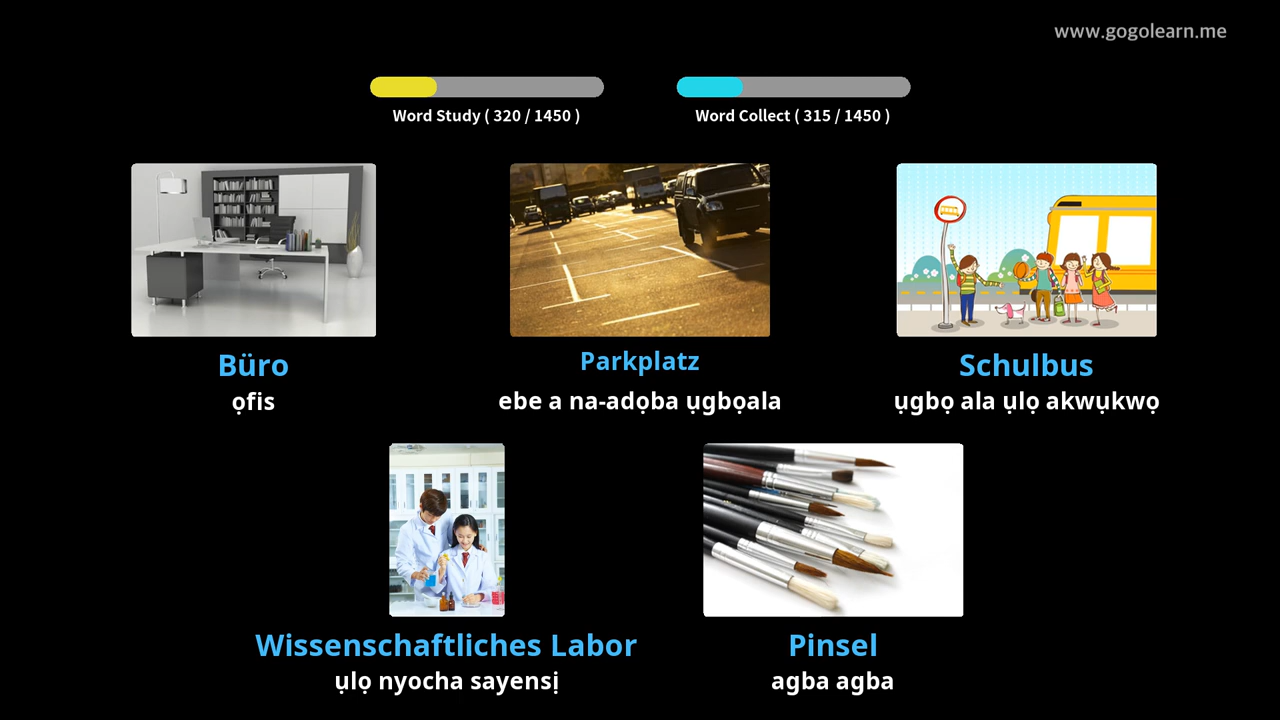 www.gogolearn.me
Word Study ( 320 / 1450 )
Word Collect ( 315 / 1450 )
Büro
ọfis
Parkplatz
ebe a na-adọba ụgbọala
Schulbus
ụgbọ ala ụlọ akwụkwọ
Wissenschaftliches Labor
ụlọ nyocha sayensị
Pinsel
agba agba